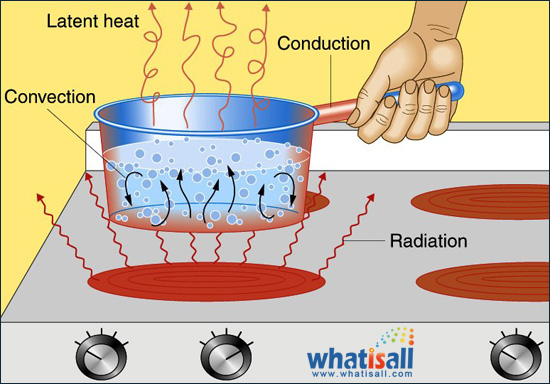 Latent heat
Conduction
Convection
Radiation
whatisall
www.whatisall.com